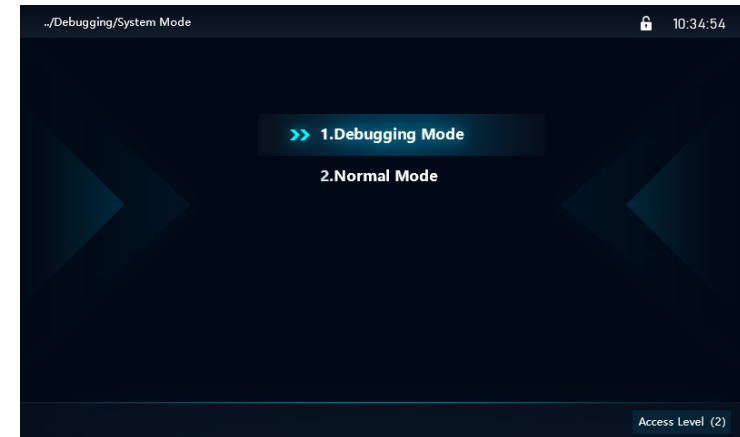 ../Debugging/System Mode
10:34:54
1.Debugging Mode
2.Normal Mode
Access Level (2)